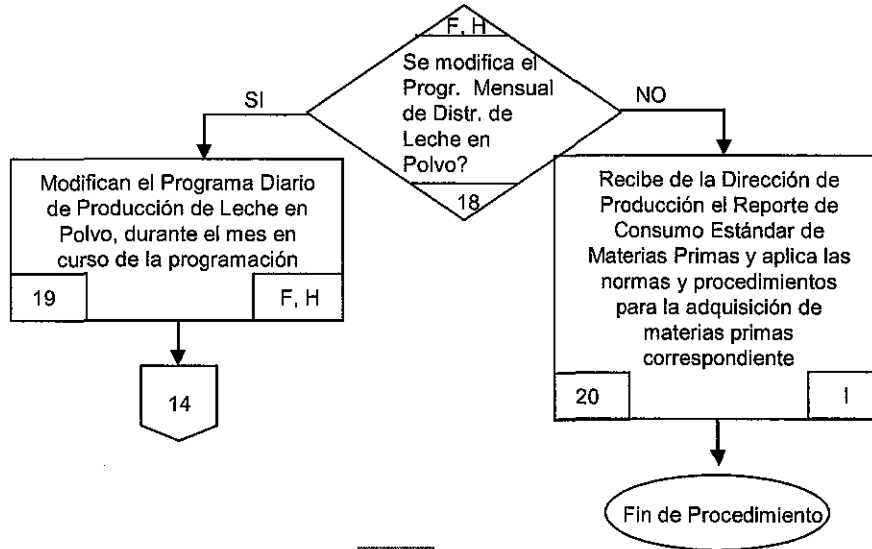 F, H
Se modifica el
Progr. Mensual
de Distr. de
Leche en
Polvo?
18
SI
NO
Modifican el Programa Diario
de Producción de Leche en
Polvo, durante el mes en
curso de la programación
19
F, H
14
Recibe de la Dirección de
Producción el Reporte de
Consumo Estándar de
Materias Primas y aplica las
normas y procedimientos
para la adquisición de
materias primas
correspondiente
20
I
Fin de Procedimiento